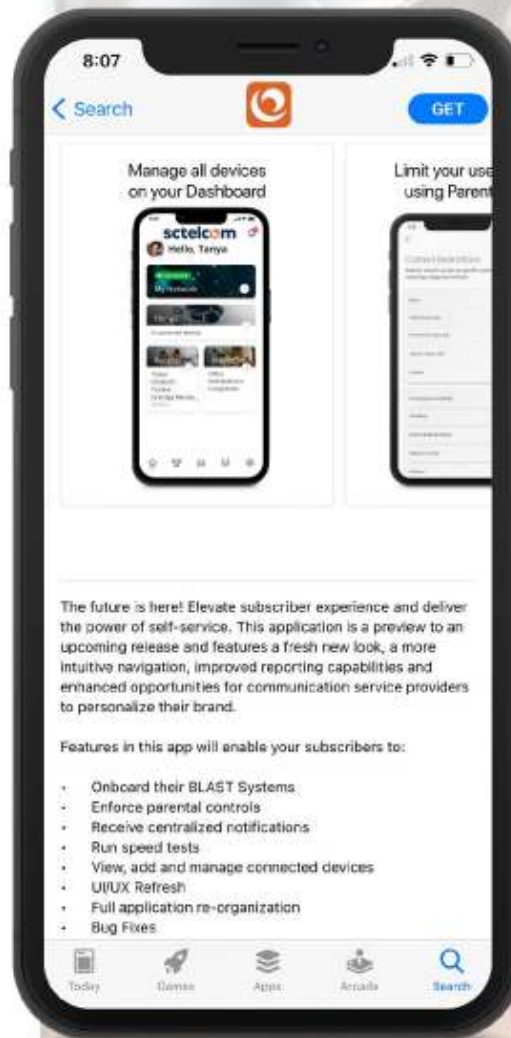 8:07
Search
GET
Manage all devices
on your Dashboard
Limit your use
using Parent
sctelcom
Hello, Tanya
My Network
The future is here! Elevate subscriber experience and deliver
the power of self-service. This application is a preview to an
upcoming release and features a fresh new look, a more
intuitive navigation, improved reporting capabilities and
enhanced opportunities for communication service providers
to personalize their brand.
Features in this app will enable your subscribers to:
· Onboard their BLAST Systems
· Enforce parental controls
· Receive centralized notifications
· Run speed tests
· View, add and manage connected devices
· UI/UX Refresh
· Full application re-organization
· Bug Fixes
Today
Games
Apps
Arcade
Search